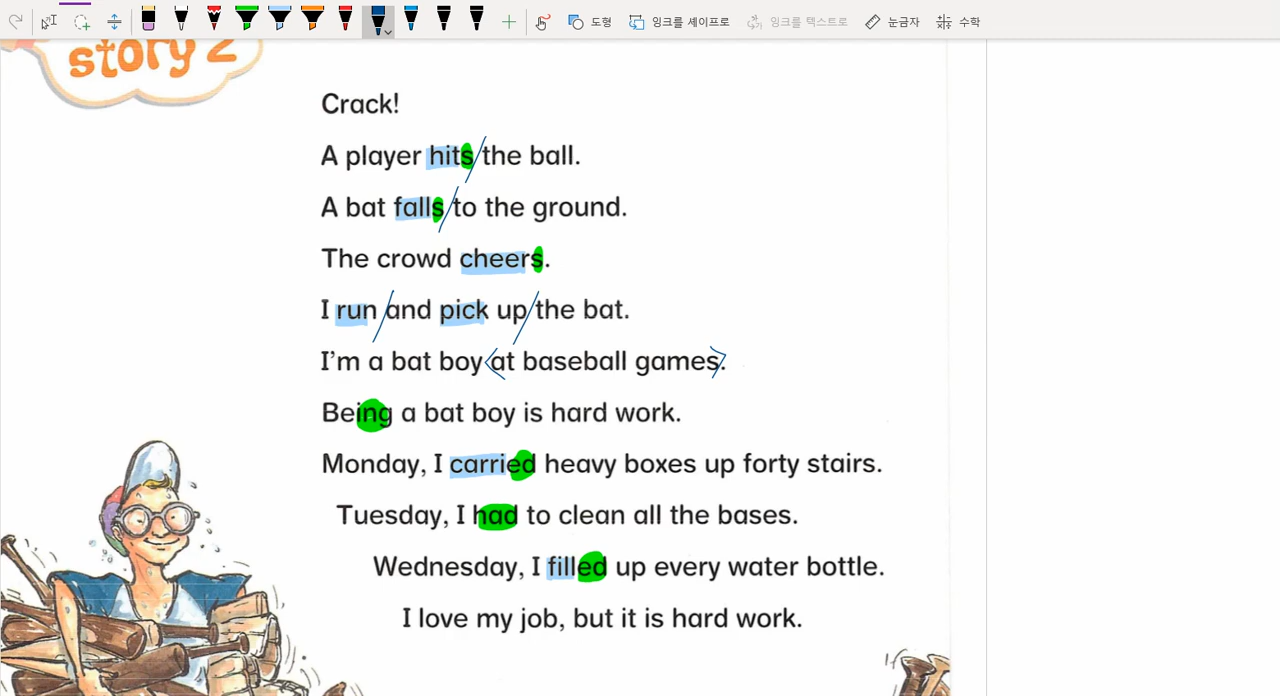 도형
잉크를 셰이프로
잉크를 텍스트로
눈금자
수학
story 2
Crack!
A player hits the ball.
A bat falls to the ground.
The crowd cheers.
I run and pick up the bat.
I'm a bat boy at baseball games.
Being a bat boy is hard work.
Monday, I carried heavy boxes up forty stairs.
Tuesday, I had to clean all the bases.
Wednesday, I filled up every water bottle.
I love my job, but it is hard work.